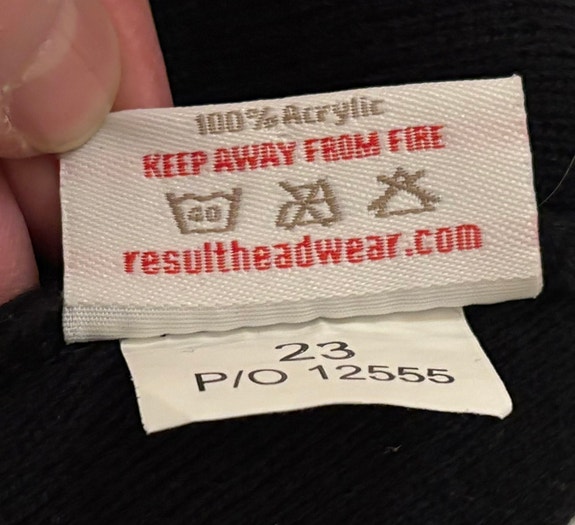 100% Acrylic
KEEP AWAY FROM FIRE
40
resultheadwear.com
23
P/O 12555